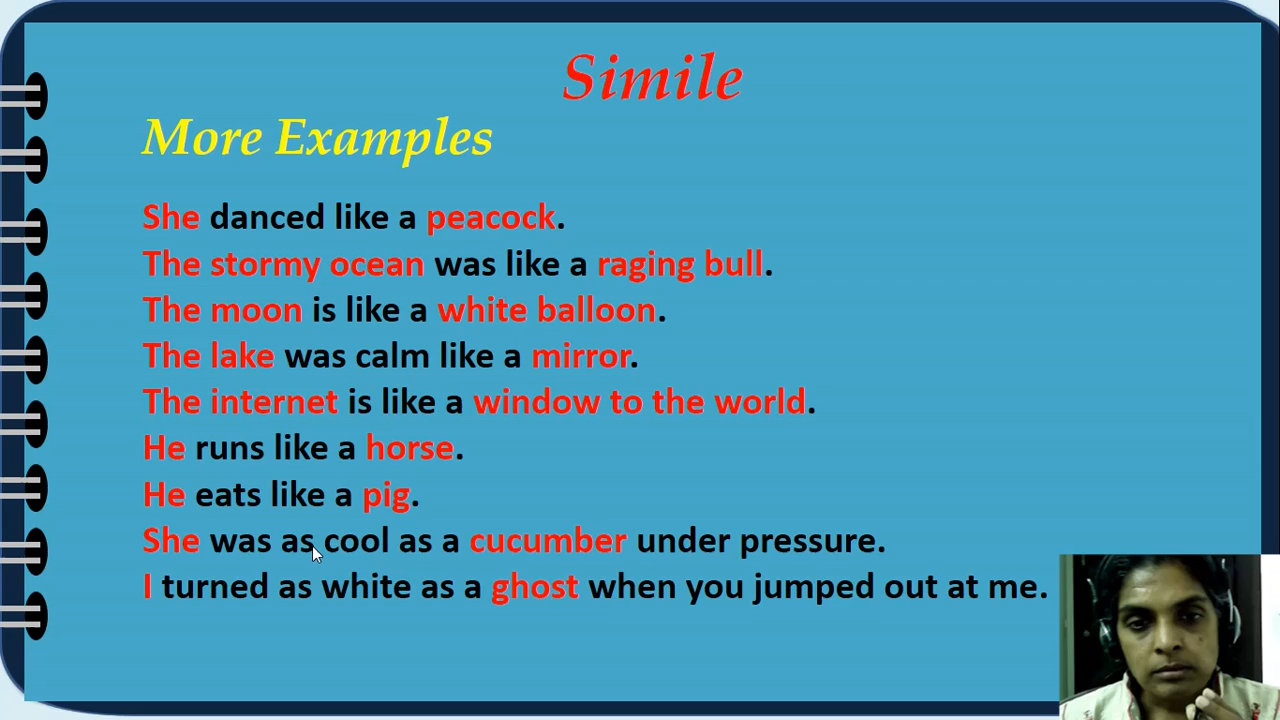 Simile
More Examples
She danced like a peacock.
The stormy ocean was like a raging bull.
The moon is like a white balloon.
The lake was calm like a mirror.
The internet is like a window to the world.
He runs like a horse.
He eats like a pig.
She was as cool as a cucumber under pressure.
I turned as white as a ghost when you jumped out at me.